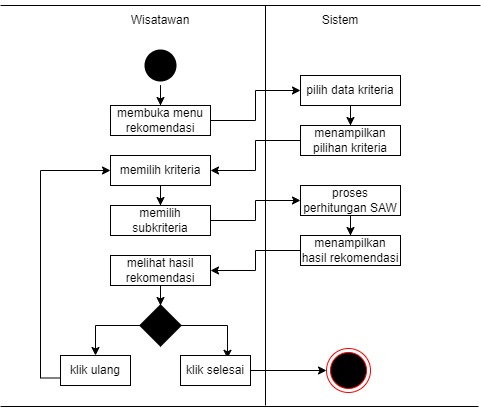 Wisatawan
Sistem
pilih data kriteria
membuka menu
rekomendasi
menampilkan
pilihan kriteria
memilih kriteria
proses
perhitungan SAW
memilih
subkriteria
menampilkan
hasil rekomendasi
melihat hasil
rekomendasi
klik ulang
klik selesai